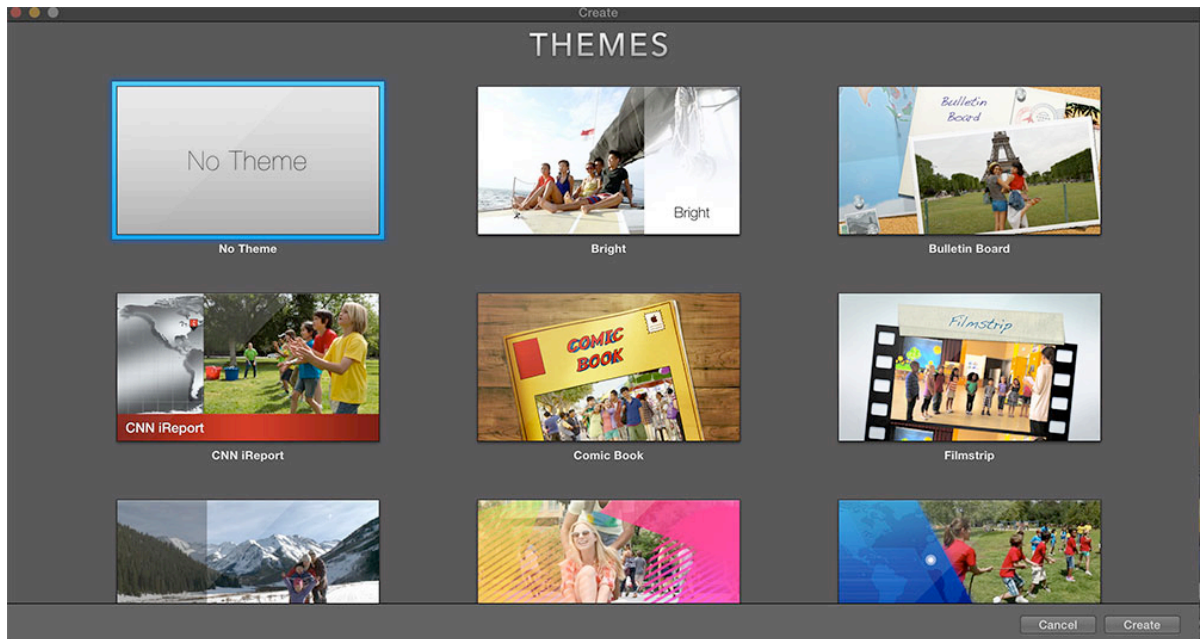 Create
THEMES
No Theme
Bright
Bulletin
Board
No Theme
Bright
Bulletin Board
CNN iReport
COMIC
BOOK
Filmstrip
CNN iReport
Comic Book
Filmstrip
Cancel
Create